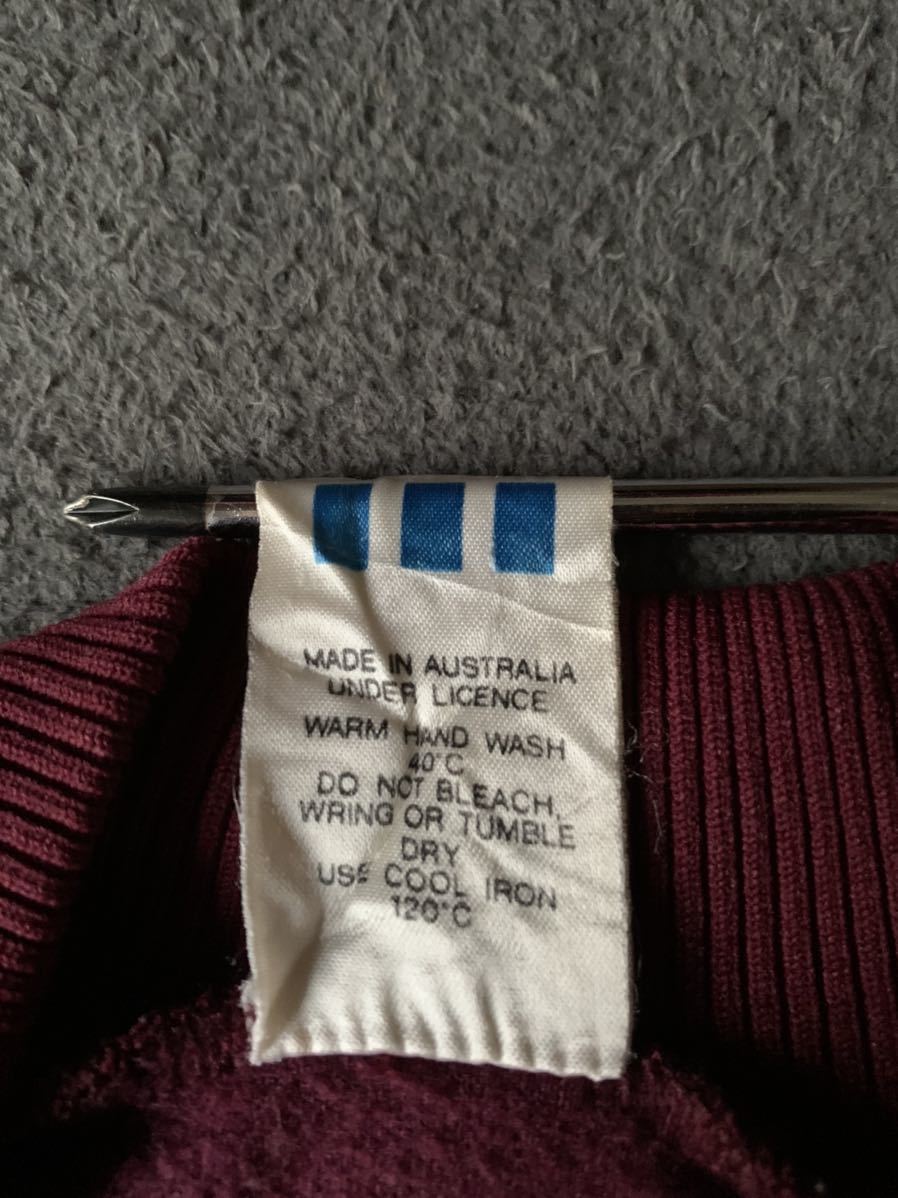 MADE IN AUSTRALIA
UNDER LICENCE
WARM HAND WASH
40°C
DO NOT BLEACH,
WRING OR TUMBLE
DRY
USE COOL IRON
120°C